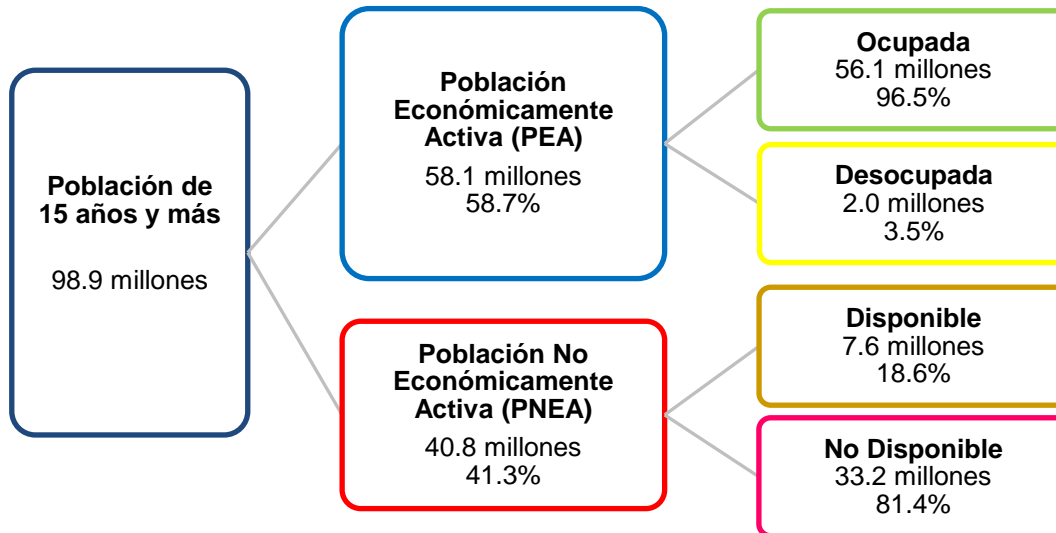 Población de
15 años y más
98.9 millones
Población
Económicamente
Activa (PEA)
58.1 millones
58.7%
Población No
Económicamente
Activa (PNEA)
40.8 millones
41.3%
Ocupada
56.1 millones
96.5%
Desocupada
2.0 millones
3.5%
Disponible
7.6 millones
18.6%
No Disponible
33.2 millones
81.4%